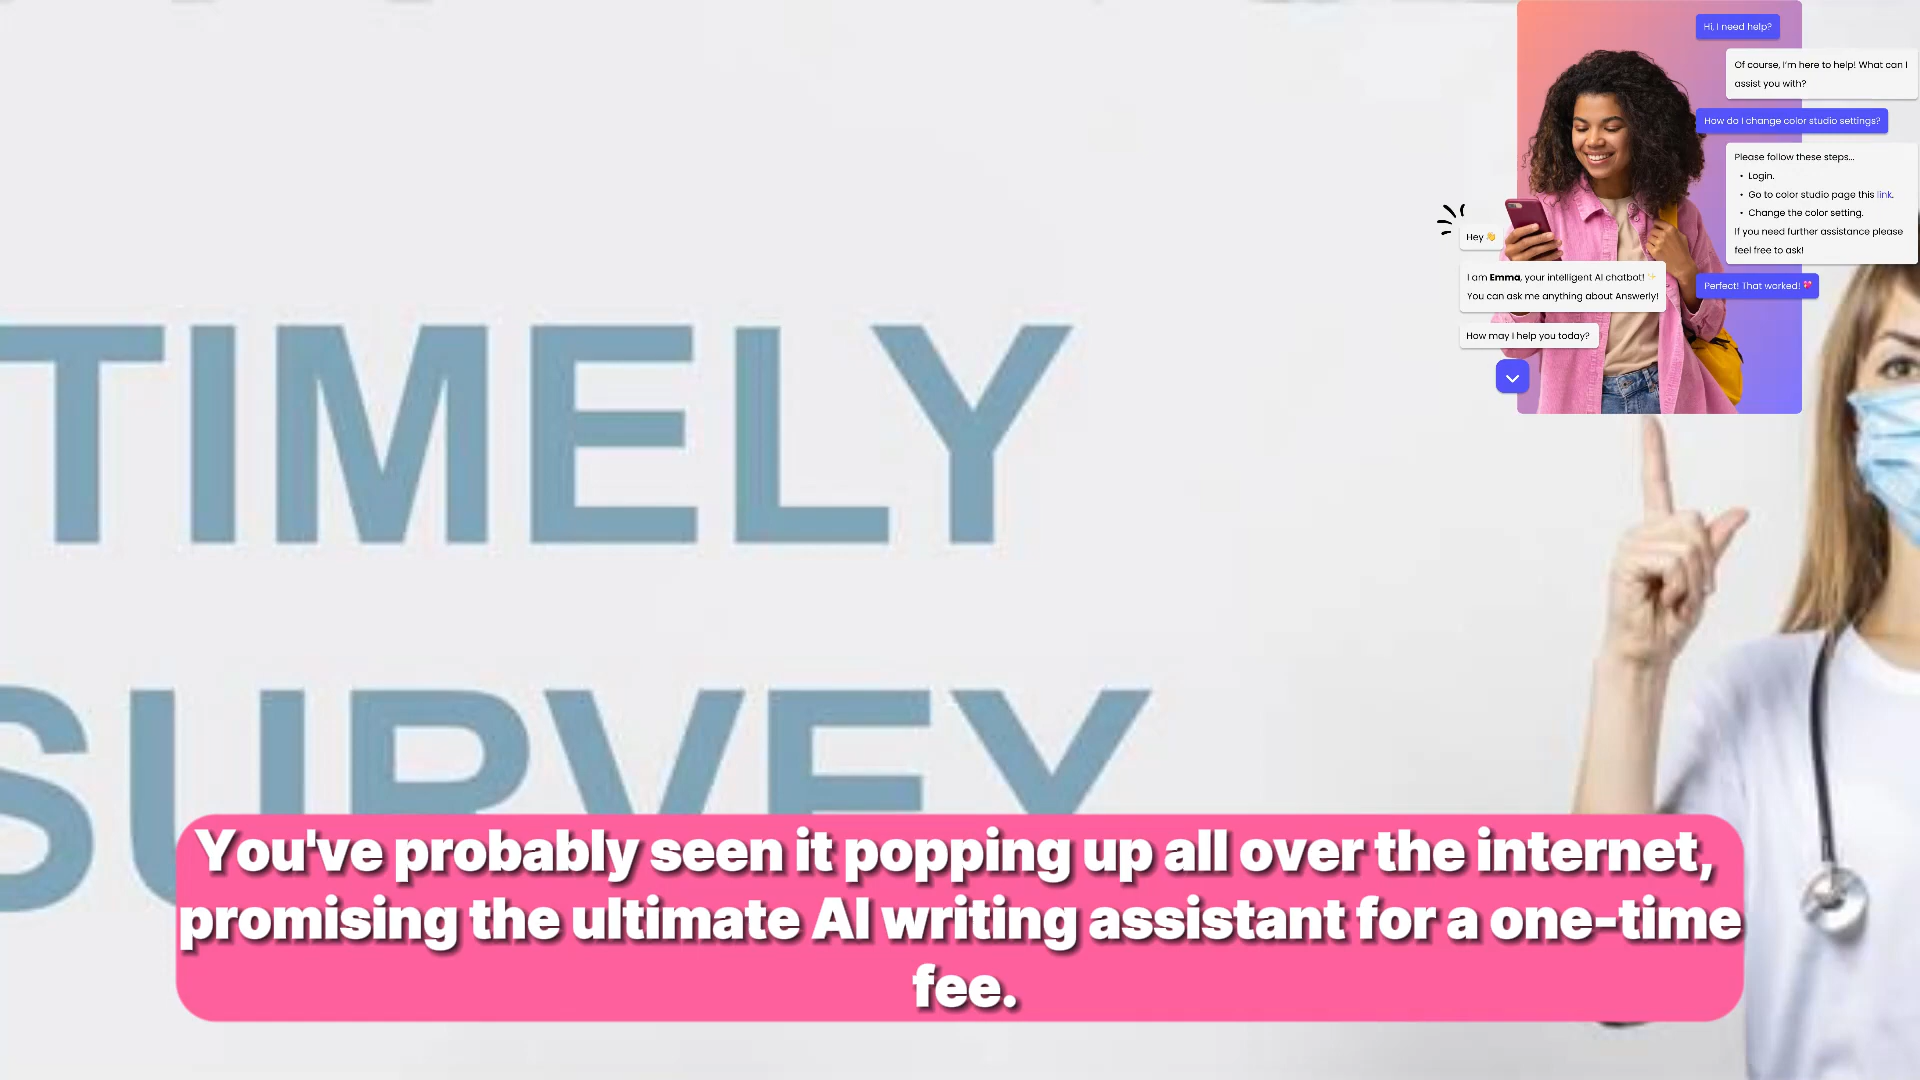 Hi, I need help?
Of course, I'm here to help! What can I
assist you with?
How do I change color studio settings?
Please follow these steps...
• Login.
• Go to color studio page this link.
• Change the color setting.
If you need further assistance please
feel free to ask!
Perfect! That worked! 💖
Hey 👋
I am Emma, your intelligent AI chatbot! ✨
You can ask me anything about Answerly!
How may I help you today?
TIMELY
SURVEY
You've probably seen it popping up all over the internet,
promising the ultimate AI writing assistant for a one-time
fee.